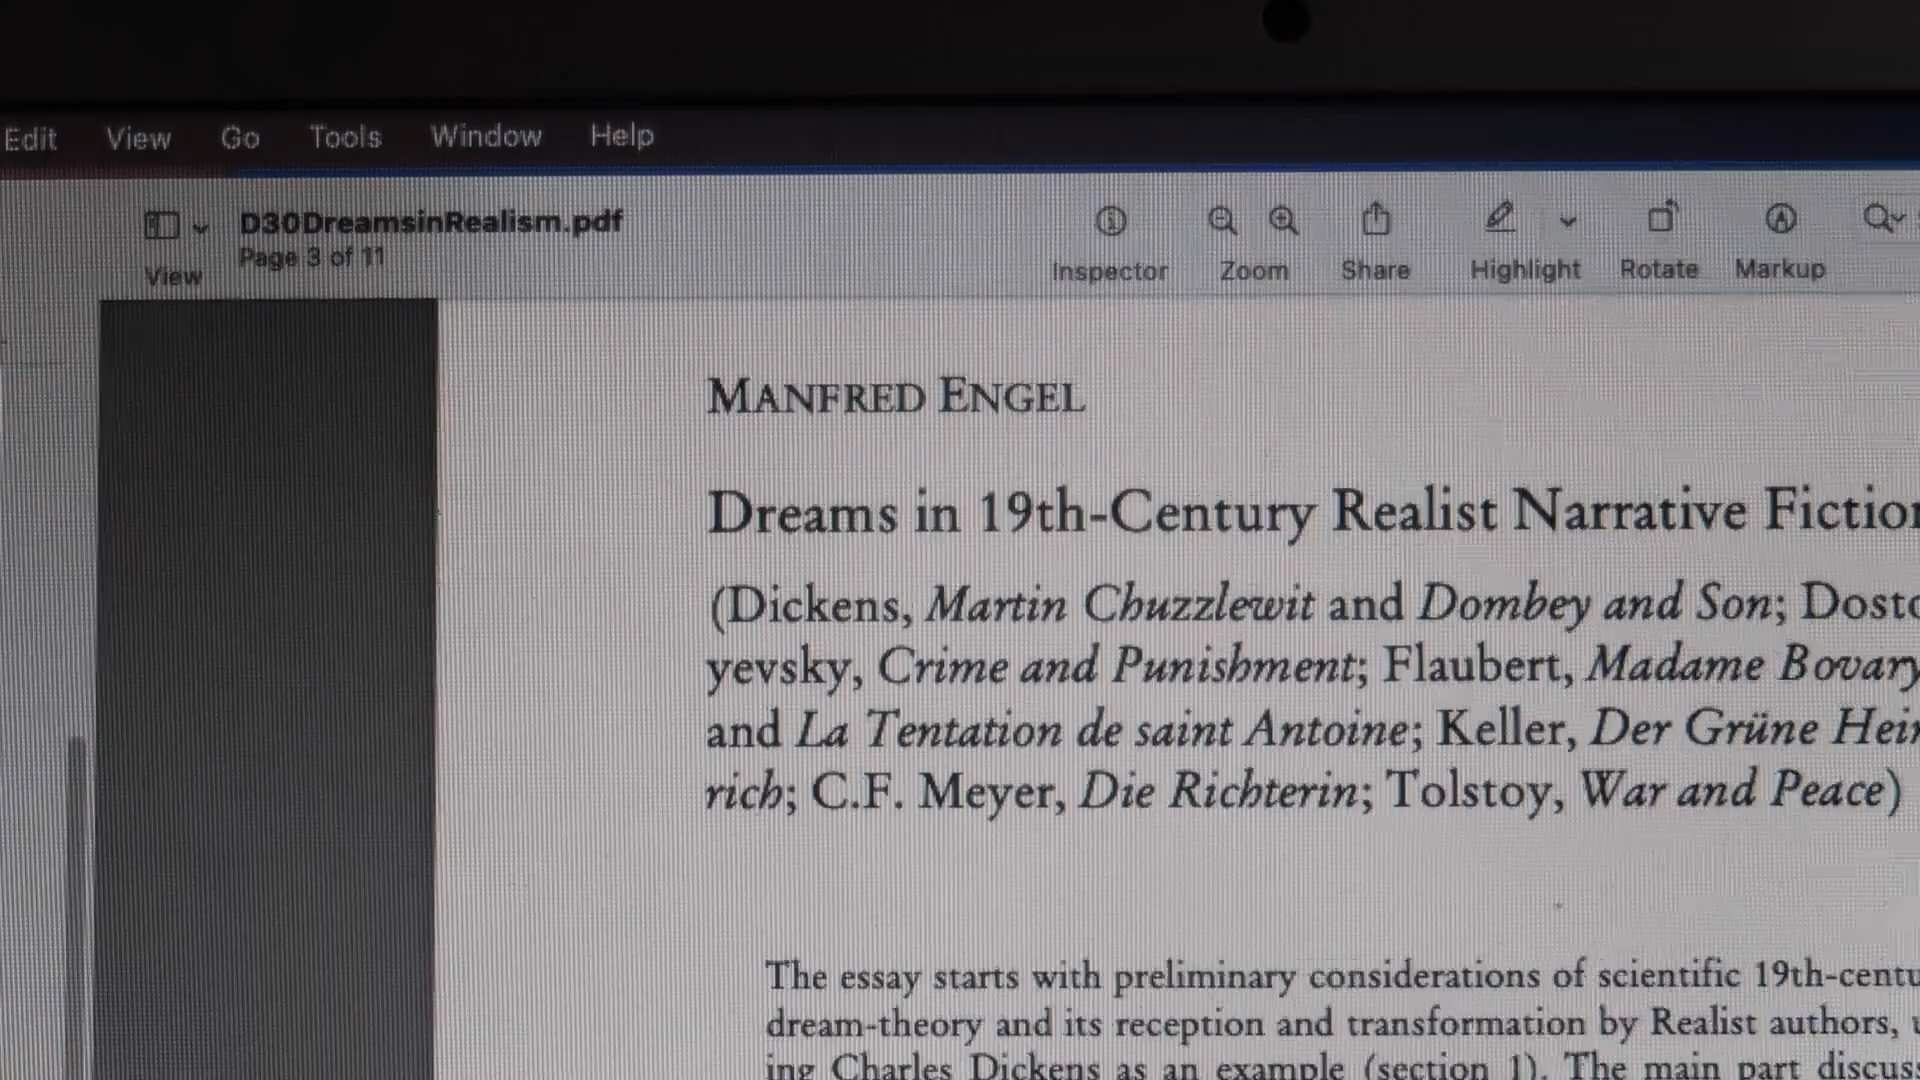 Edit View Go Tools Window Help
D30DreamsinRealism.pdf
Page 3 of 11
View Inspector Zoom Share Highlight Rotate Markup
MANFRED ENGEL
Dreams in 19th-Century Realist Narrative Fiction
(Dickens, Martin Chuzzlewit and Dombey and Son; Dosto
yevsky, Crime and Punishment; Flaubert, Madame Bovary
and La Tentation de saint Antoine; Keller, Der Grüne Hein
rich; C.F. Meyer, Die Richterin; Tolstoy, War and Peace)
The essay starts with preliminary considerations of scientific 19th-centu
dream-theory and its reception and transformation by Realist authors, u
ing Charles Dickens as an example (section 1). The main part discuss